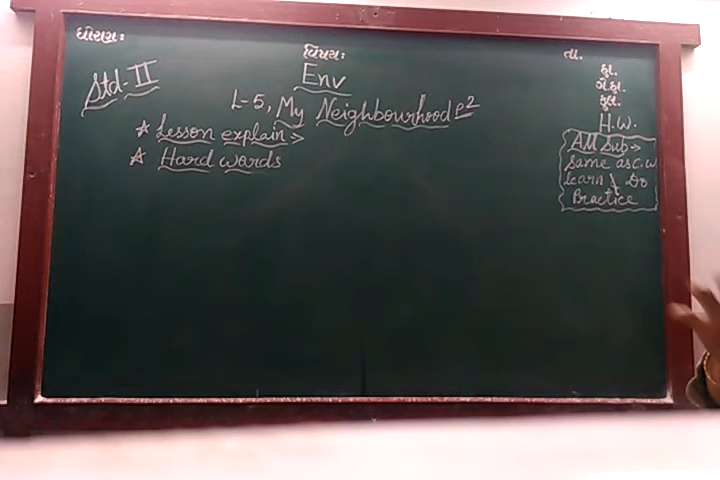 ધોરણ:
વિષય:
તા.
Std. II
Env
L-5, My Neighbourhood P-2
* Lesson explain >
* Hard words
હા.
ગે.હા.
કુલ.
H.W.
All Sub →
Same as C.W
Learn \ Do
Practice